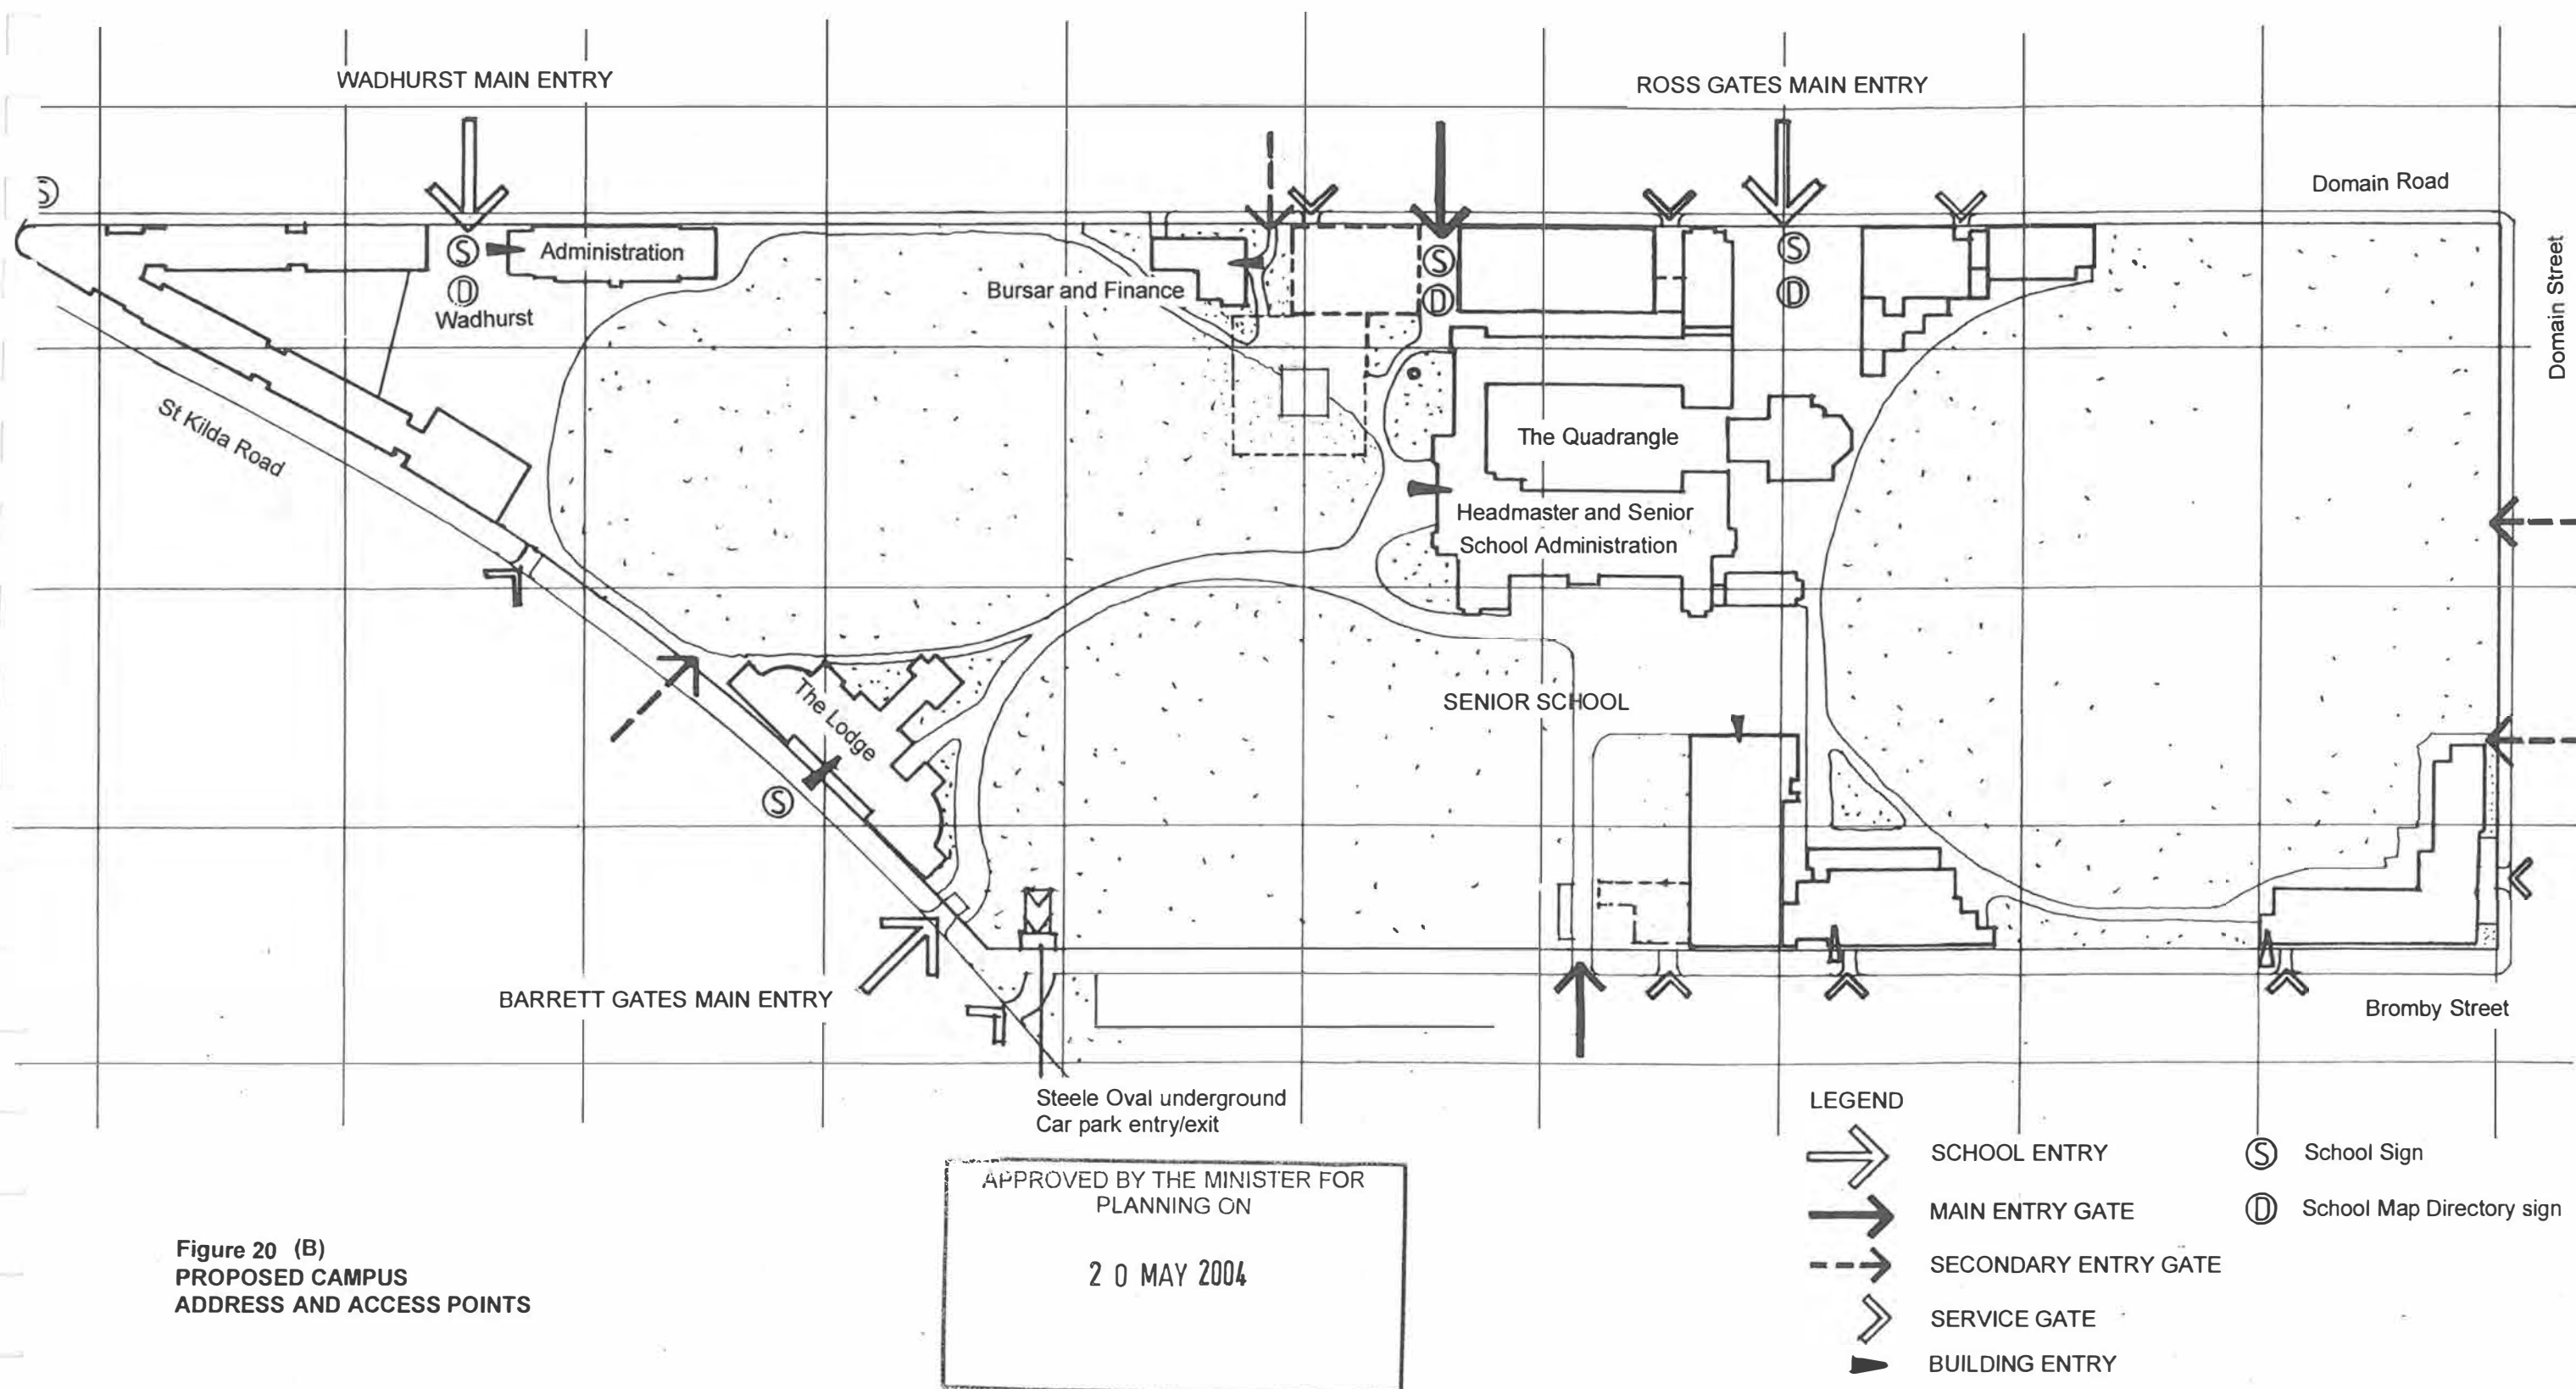 WADHURST MAIN ENTRY
ROSS GATES MAIN ENTRY
Domain Road
Domain Street
S
S
Administration
D
Wadhurst
Bursar and Finance
S
D
S
D
St Kilda Road
The Quadrangle
Headmaster and Senior
School Administration
The Lodge
SENIOR SCHOOL
S
BARRETT GATES MAIN ENTRY
Bromby Street
Steele Oval underground
Car park entry/exit
LEGEND
SCHOOL ENTRY
S School Sign
MAIN ENTRY GATE
D School Map Directory sign
SECONDARY ENTRY GATE
SERVICE GATE
BUILDING ENTRY
APPROVED BY THE MINISTER FOR
PLANNING ON
20 MAY 2004
Figure 20 (B)
PROPOSED CAMPUS
ADDRESS AND ACCESS POINTS